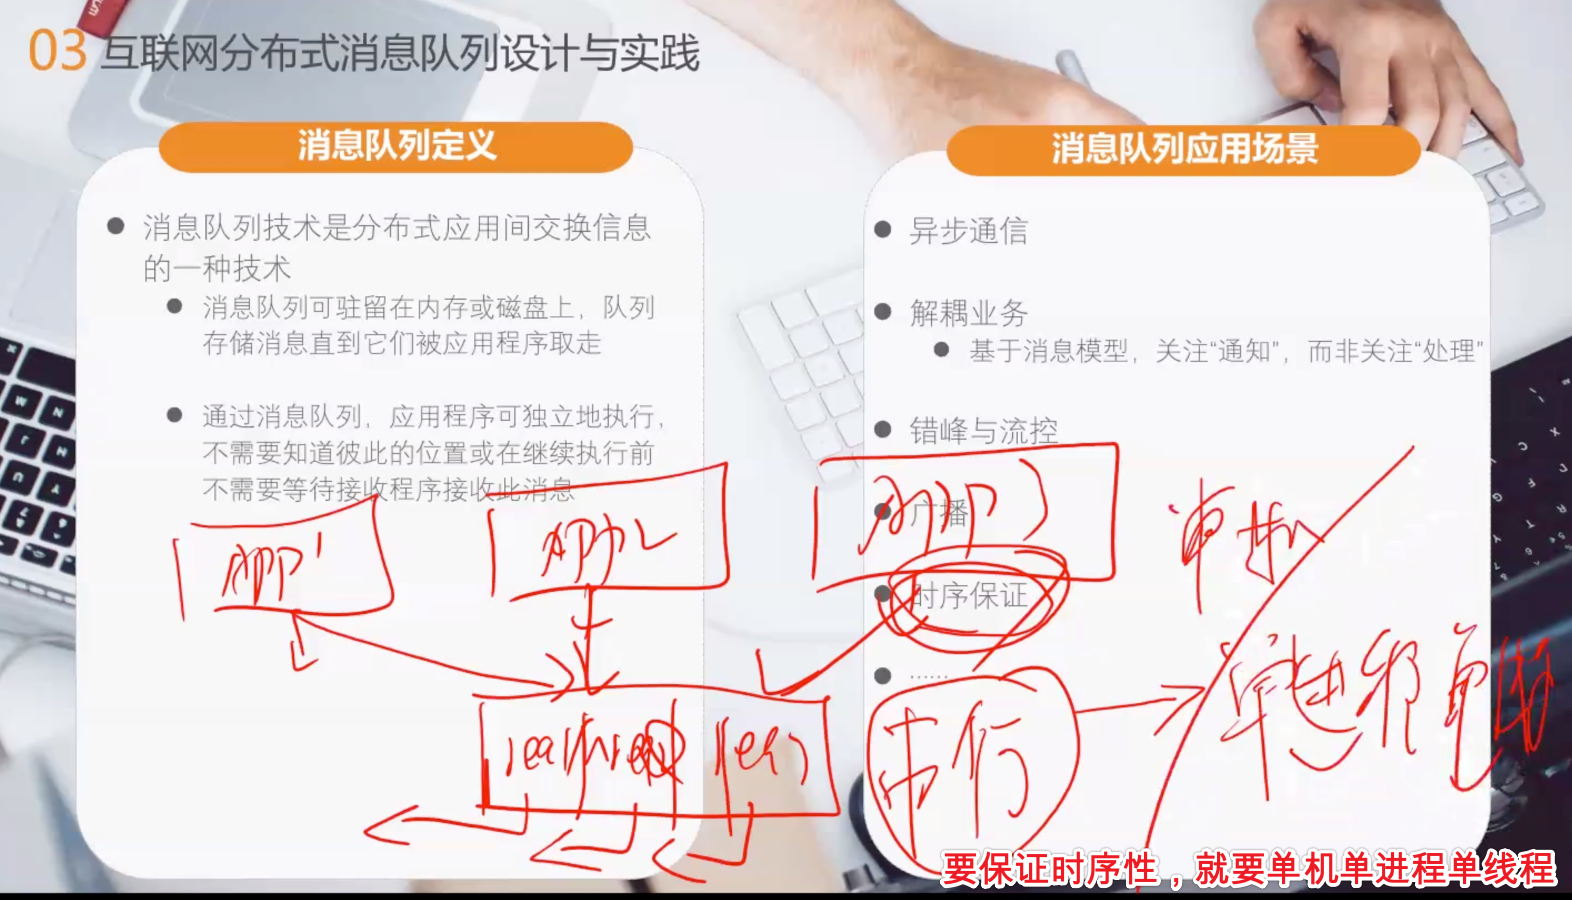 03 互联网分布式消息队列设计与实践
消息队列定义
消息队列技术是分布式应用间交换信息
的一种技术
消息队列可驻留在内存或磁盘上，队列
存储消息直到它们被应用程序取走
通过消息队列，应用程序可独立地执行，
不需要知道彼此的位置或在继续执行前
不需要等待接收程序接收此消息
消息队列应用场景
异步通信
解耦业务
基于消息模型，关注“通知”，而非关注“处理”
错峰与流控
广播
时序保证
……
APP1
APP2
单机
串行
要保证时序性，就要单机单进程单线程